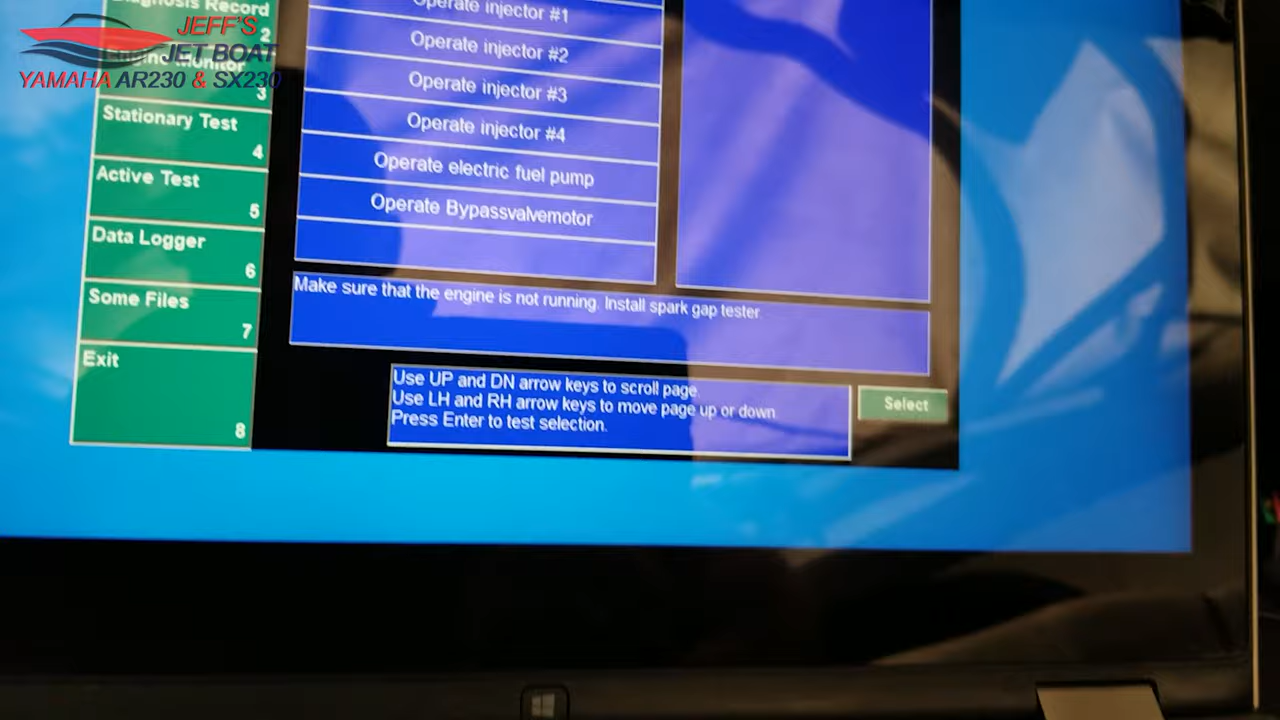 JEFF'S
JET BOAT
YAMAHA AR230 & SX230
Diagnosis Record
2
Engine Monitor
3
Stationary Test
4
Active Test
5
Data Logger
6
Some Files
7
Exit
8
Operate injector #1
Operate injector #2
Operate injector #3
Operate injector #4
Operate electric fuel pump
Operate Bypassvalvemotor
Make sure that the engine is not running. Install spark gap tester.
Use UP and DN arrow keys to scroll page.
Use LH and RH arrow keys to move page up or down.
Press Enter to test selection.
Select